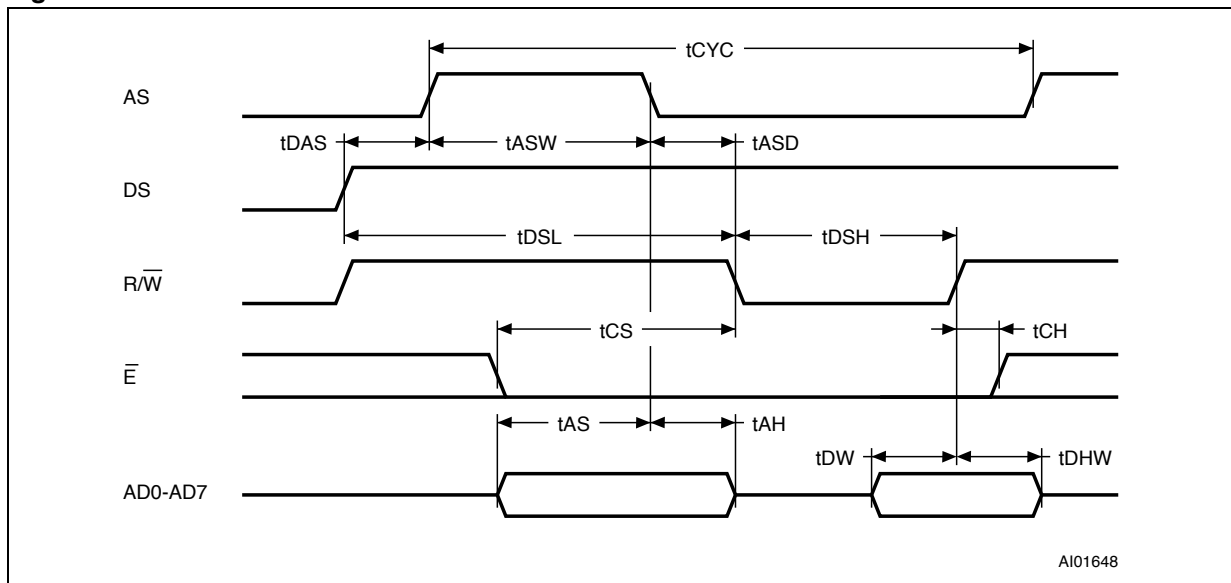 tCYC
AS
tDAS tASW tASD
DS
tDSL tDSH
R/W̅
tCS tCH
E̅
tAS tAH
tDW tDHW
AD0-AD7
AI01648